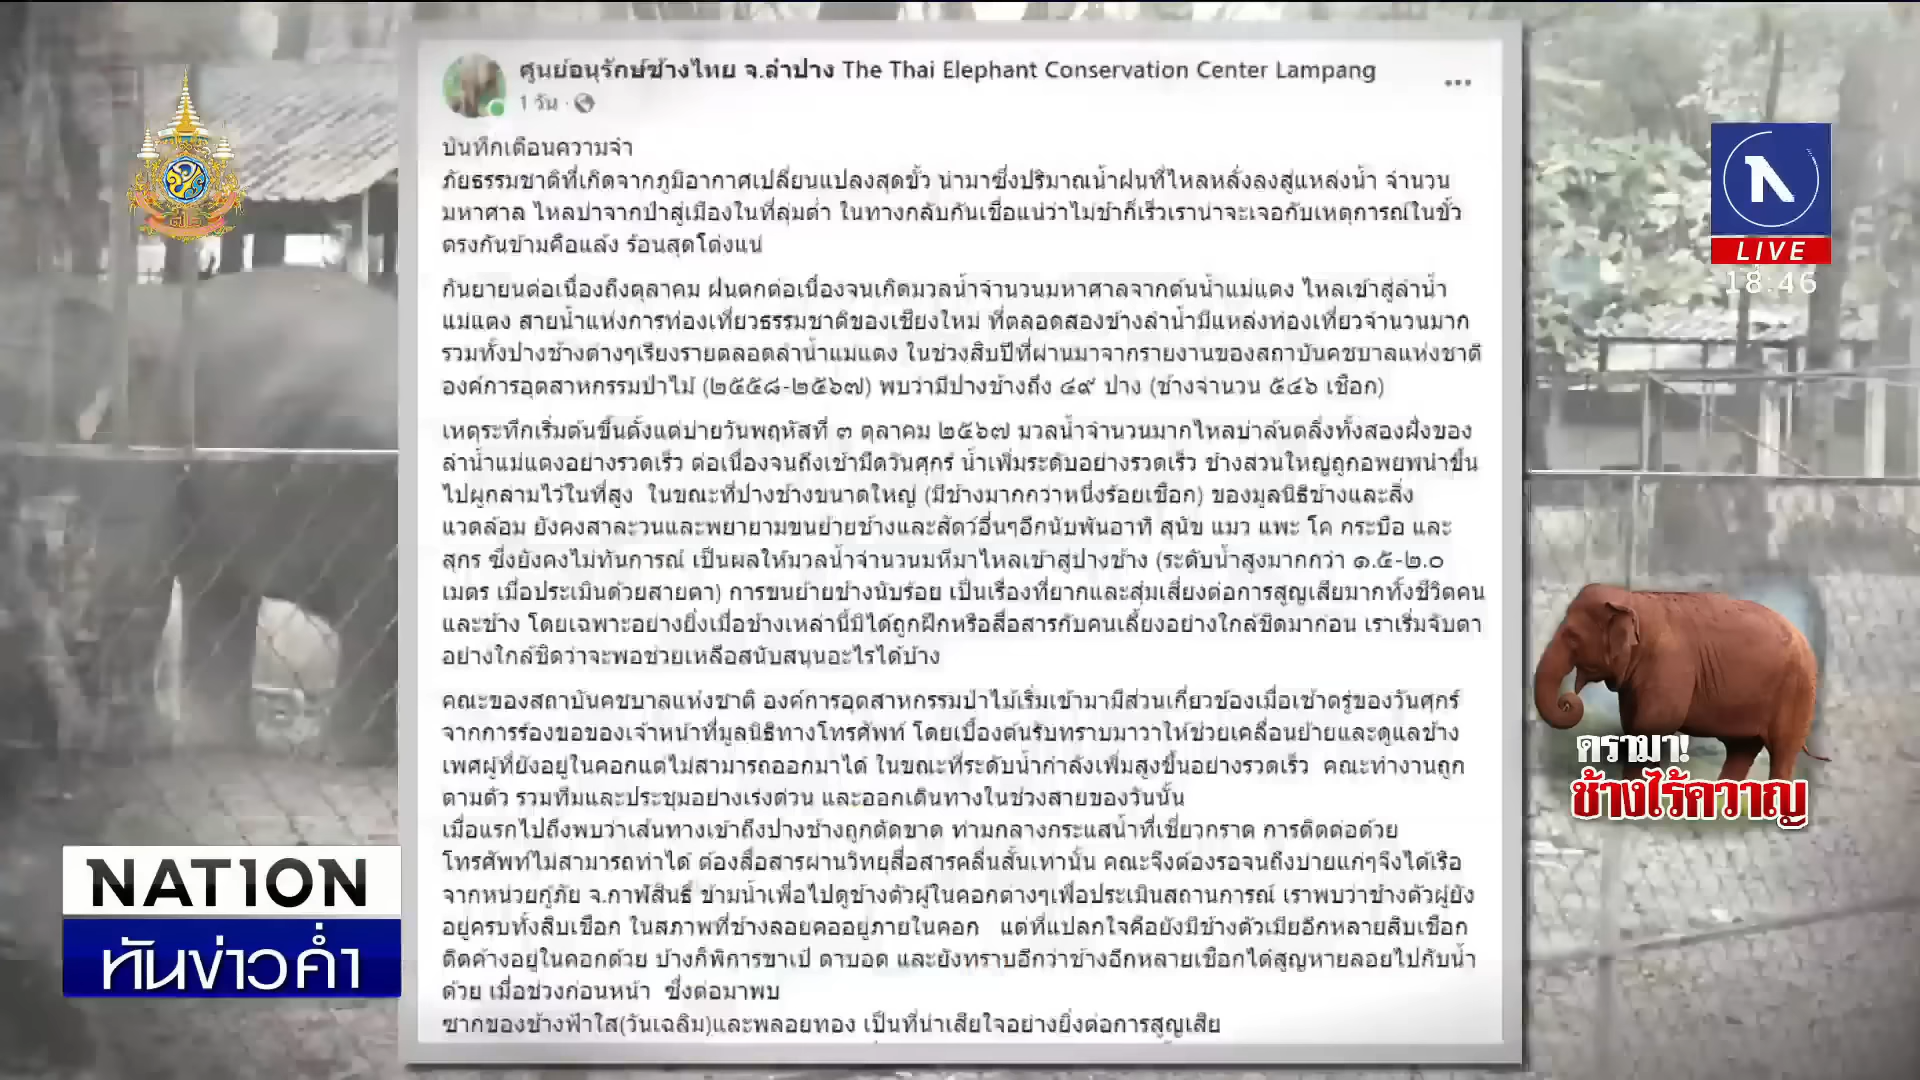 ศูนย์อนุรักษ์ช้างไทย จ.ลำปาง The Thai Elephant Conservation Center Lampang
1 วัน
บันทึกเตือนความจำ
ภัยธรรมชาติที่เกิดจากภูมิอากาศเปลี่ยนแปลงสุดขั้ว นำมาซึ่งปริมาณน้ำฝนที่ไหลหลั่งลงสู่แหล่งน้ำ จำนวน
มหาศาล ไหลบ่าจากป่าสู่เมืองในที่ลุ่มต่ำ ในทางกลับกันเชื่อแน่ว่าไม่ช้าก็เร็วเราน่าจะเจอกับเหตุการณ์ในขั้ว
ตรงกันข้ามคือแล้ง ร้อนสุดโต่งแน่
กันยายนต่อเนื่องถึงตุลาคม ฝนตกต่อเนื่องจนเกิดมวลน้ำจำนวนมหาศาลจากต้นน้ำแม่แตง ไหลเข้าสู่ลำน้ำ
แม่แตง สายน้ำแห่งการท่องเที่ยวธรรมชาติของเชียงใหม่ ที่ตลอดสองข้างลำน้ำมีแหล่งท่องเที่ยวจำนวนมาก
รวมทั้งปางช้างต่างๆเรียงรายตลอดลำน้ำแม่แตง ในช่วงสิบปีที่ผ่านมาจากรายงานของสถาบันคชบาลแห่งชาติ
องค์การอุตสาหกรรมป่าไม้ (๒๕๕๘-๒๕๖๗) พบว่ามีปางช้างถึง ๔๙ ปาง (ช้างจำนวน ๕๔๖ เชือก)
เหตุระทึกเริ่มต้นขึ้นตั้งแต่บ่ายวันพฤหัสที่ ๓ ตุลาคม ๒๕๖๗ มวลน้ำจำนวนมากไหลบ่าล้นตลิ่งทั้งสองฝั่งของ
ลำน้ำแม่แตงอย่างรวดเร็ว ต่อเนื่องจนถึงเช้ามืดวันศุกร์ น้ำเพิ่มระดับอย่างรวดเร็ว ช้างส่วนใหญ่ถูกอพยพนำขึ้น
ไปผูกล่ามไว้ในที่สูง ในขณะที่ปางช้างขนาดใหญ่ (มีช้างมากกว่าหนึ่งร้อยเชือก) ของมูลนิธิช้างและสิ่ง
แวดล้อม ยังคงสาละวนและพยายามขนย้ายช้างและสัตว์อื่นๆอีกนับพันอาทิ สุนัข แมว แพะ โค กระบือ และ
สุกร ซึ่งยังคงไม่ทันการณ์ เป็นผลให้มวลน้ำจำนวนมหึมาไหลเข้าสู่ปางช้าง (ระดับน้ำสูงมากกว่า ๑.๕-๒.๐
เมตร เมื่อประเมินด้วยสายตา) การขนย้ายช้างนับร้อย เป็นเรื่องที่ยากและสุ่มเสี่ยงต่อการสูญเสียมากทั้งชีวิตคน
และช้าง โดยเฉพาะอย่างยิ่งเมื่อช้างเหล่านี้มิได้ถูกฝึกหรือสื่อสารกับคนเลี้ยงอย่างใกล้ชิดมาก่อน เราเริ่มจับตา
อย่างใกล้ชิดว่าจะพอช่วยเหลือสนับสนุนอะไรได้บ้าง
คณะของสถาบันคชบาลแห่งชาติ องค์การอุตสาหกรรมป่าไม้เริ่มเข้ามามีส่วนเกี่ยวข้องเมื่อเช้าตรู่ของวันศุกร์
จากการร้องขอของเจ้าหน้าที่มูลนิธิทางโทรศัพท์ โดยเบื้องต้นรับทราบมาว่าให้ช่วยเคลื่อนย้ายและดูแลช้าง
เพศผู้ที่ยังอยู่ในคอกแต่ไม่สามารถออกมาได้ ในขณะที่ระดับน้ำกำลังเพิ่มสูงขึ้นอย่างรวดเร็ว คณะทำงานถูก
ตามตัว รวมทีมและประชุมอย่างเร่งด่วน และออกเดินทางในช่วงสายของวันนั้น
เมื่อแรกไปถึงพบว่าเส้นทางเข้าถึงปางช้างถูกตัดขาด ท่ามกลางกระแสน้ำที่เชี่ยวกราด การติดต่อด้วย
โทรศัพท์ไม่สามารถทำได้ ต้องสื่อสารผ่านวิทยุสื่อสารคลื่นสั้นเท่านั้น คณะจึงต้องรอจนถึงบ่ายแก่ๆจึงได้เรือ
จากหน่วยกู้ภัย จ.กาฬสินธุ์ ข้ามน้ำเพื่อไปดูช้างตัวผู้ในคอกต่างๆเพื่อประเมินสถานการณ์ เราพบว่าช้างตัวผู้ยัง
อยู่ครบทั้งสิบเชือก ในสภาพที่ช้างลอยคออยู่ภายในคอก แต่ที่แปลกใจคือยังมีช้างตัวเมียอีกหลายสิบเชือก
ติดค้างอยู่ในคอกด้วย บ้างก็พิการขาเป๋ ตาบอด และยังทราบอีกว่าช้างอีกหลายเชือกได้สูญหายลอยไปกับน้ำ
ด้วย เมื่อช่วงก่อนหน้า ซึ่งต่อมาพบ
ซากของช้างฟ้าใส(วันเฉลิม)และพลอยทอง เป็นที่น่าเสียใจอย่างยิ่งต่อการสูญเสีย
LIVE
18:46
ดรามา!
ช้างไร้ควาญ
NATION
ทันข่าวค่ำ